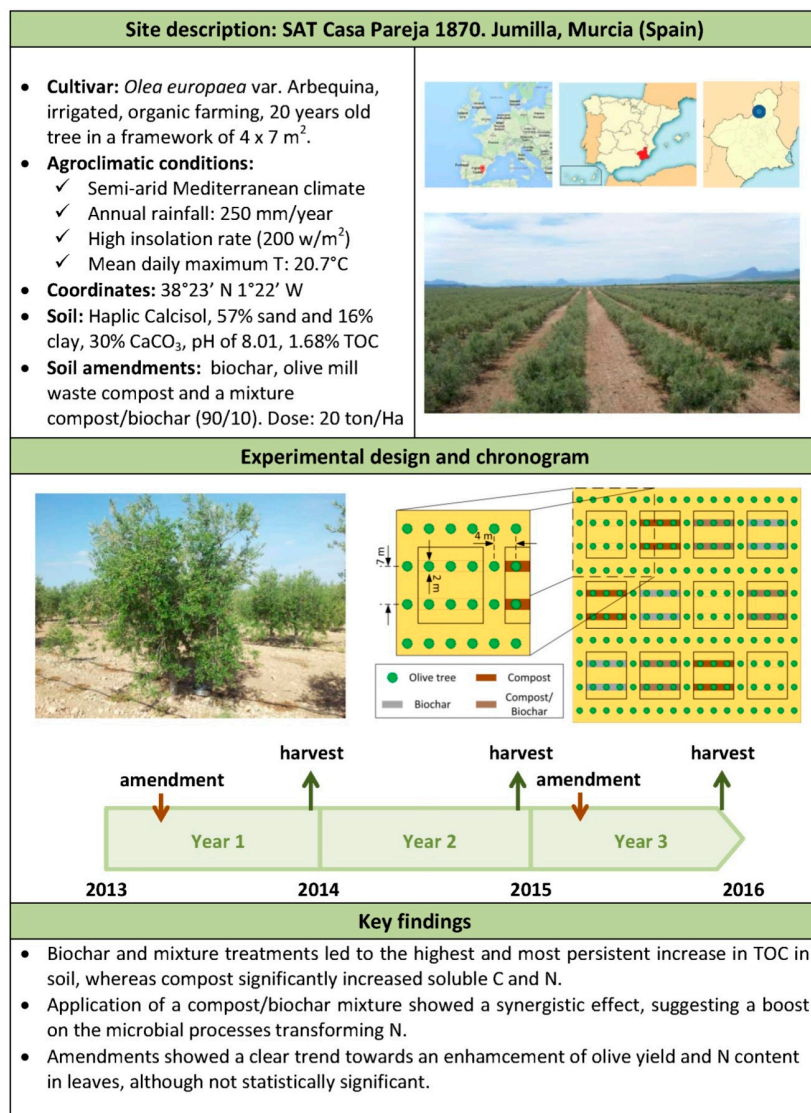 Site description: SAT Casa Pareja 1870. Jumilla, Murcia (Spain)
• Cultivar: Olea europaea var. Arbequina,
irrigated, organic farming, 20 years old
tree in a framework of 4 x 7 m².
• Agroclimatic conditions:
✓ Semi-arid Mediterranean climate
✓ Annual rainfall: 250 mm/year
✓ High insolation rate (200 w/m²)
✓ Mean daily maximum T: 20.7°C
• Coordinates: 38°23’ N 1°22’ W
• Soil: Haplic Calcisol, 57% sand and 16%
clay, 30% CaCO₃, pH of 8.01, 1.68% TOC
• Soil amendments: biochar, olive mill
waste compost and a mixture
compost/biochar (90/10). Dose: 20 ton/Ha
Experimental design and chronogram
4 m
7 m
2 m
Olive tree
Compost
Biochar
Compost/
Biochar
harvest
harvest
harvest
amendment
amendment
Year 1
Year 2
Year 3
2013
2014
2015
2016
Key findings
• Biochar and mixture treatments led to the highest and most persistent increase in TOC in
soil, whereas compost significantly increased soluble C and N.
• Application of a compost/biochar mixture showed a synergistic effect, suggesting a boost
on the microbial processes transforming N.
• Amendments showed a clear trend towards an enhamcement of olive yield and N content
in leaves, although not statistically significant.